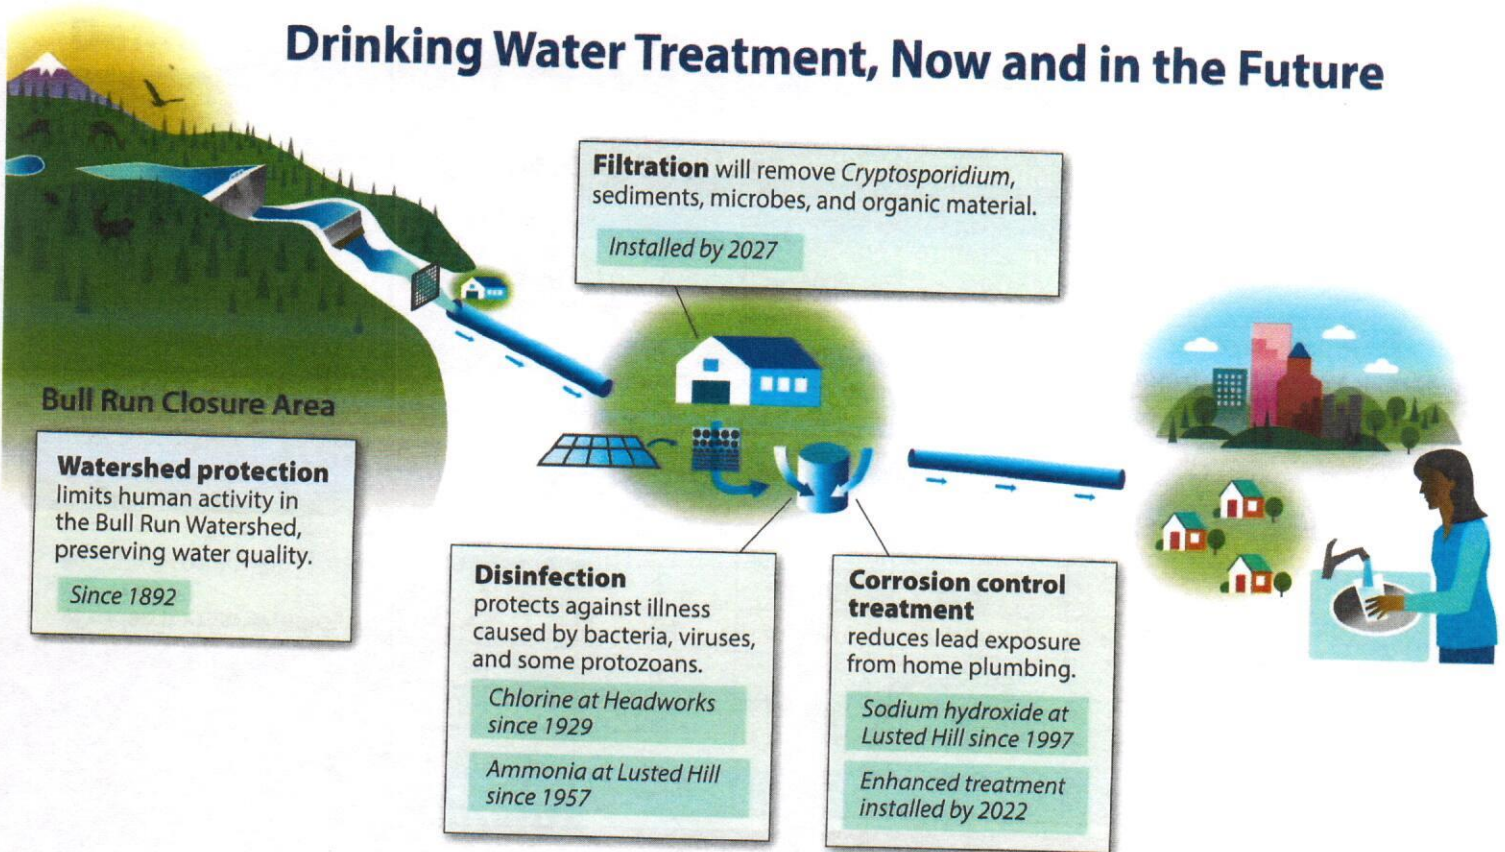 Drinking Water Treatment, Now and in the Future
Filtration will remove Cryptosporidium,
sediments, microbes, and organic material.
Installed by 2027
Bull Run Closure Area
Watershed protection
limits human activity in
the Bull Run Watershed,
preserving water quality.
Since 1892
Disinfection
protects against illness
caused by bacteria, viruses,
and some protozoans.
Chlorine at Headworks
since 1929
Ammonia at Lusted Hill
since 1957
Corrosion control
treatment
reduces lead exposure
from home plumbing.
Sodium hydroxide at
Lusted Hill since 1997
Enhanced treatment
installed by 2022